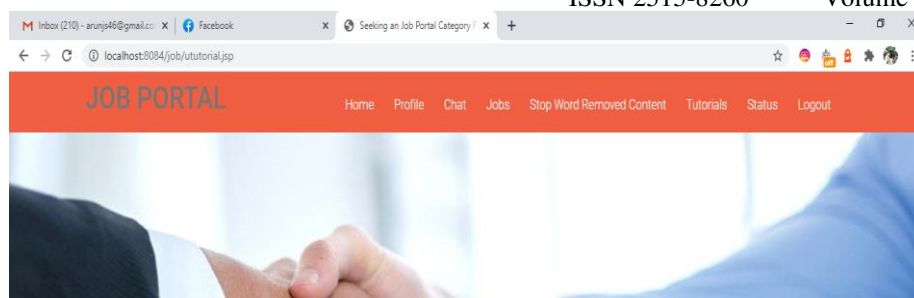 ISSN 2515-8260 Volume
Inbox (210) - arunjs46@gmail.co
Facebook
Seeking an Job Portal Category
localhost:8084/job/ututorial.jsp
off
JOB PORTAL
Home Profile Chat Jobs Stop Word Removed Content Tutorials Status Logout